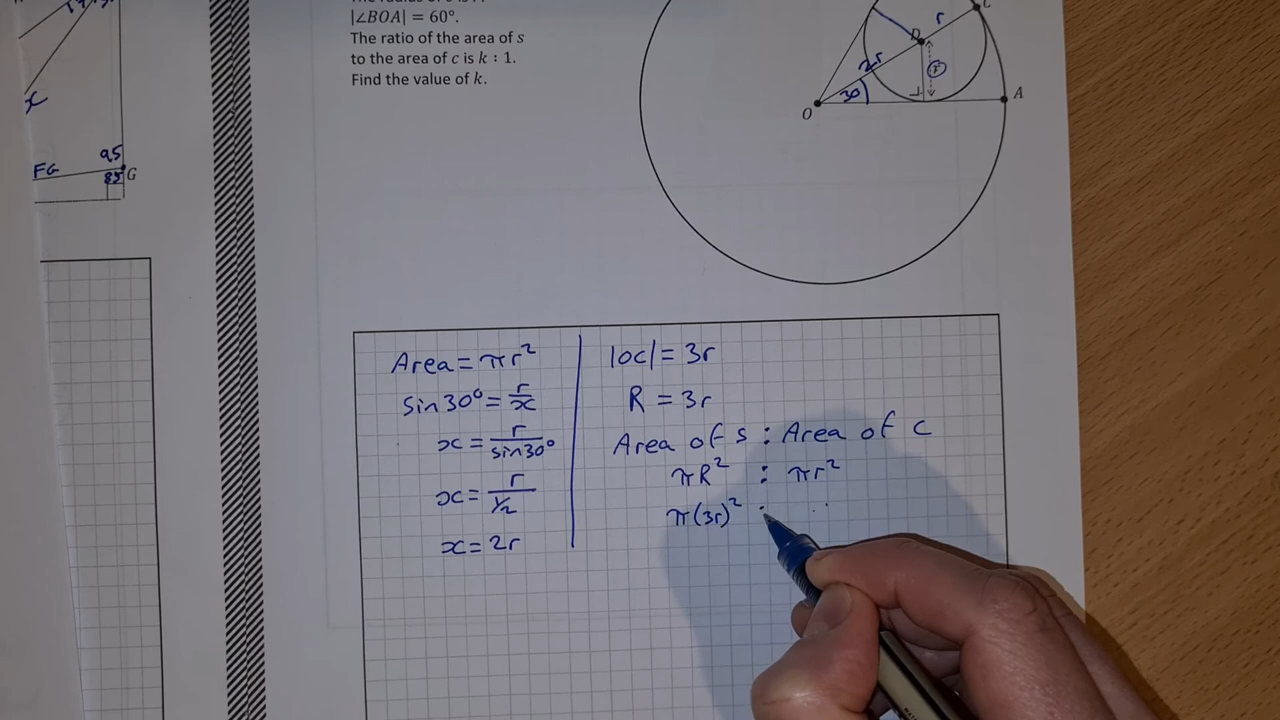 |∠BOA| = 60°.
The ratio of the area of s
to the area of c is k : 1.
Find the value of k.
x
FG
95
85
G
r
D
2r
r
30
O
A
Area = πr²
Sin30° = r/x
x = r/sin30°
x = r/½
x = 2r
|OC| = 3r
R = 3r
Area of s : Area of c
πR² : πr²
π(3r)² :